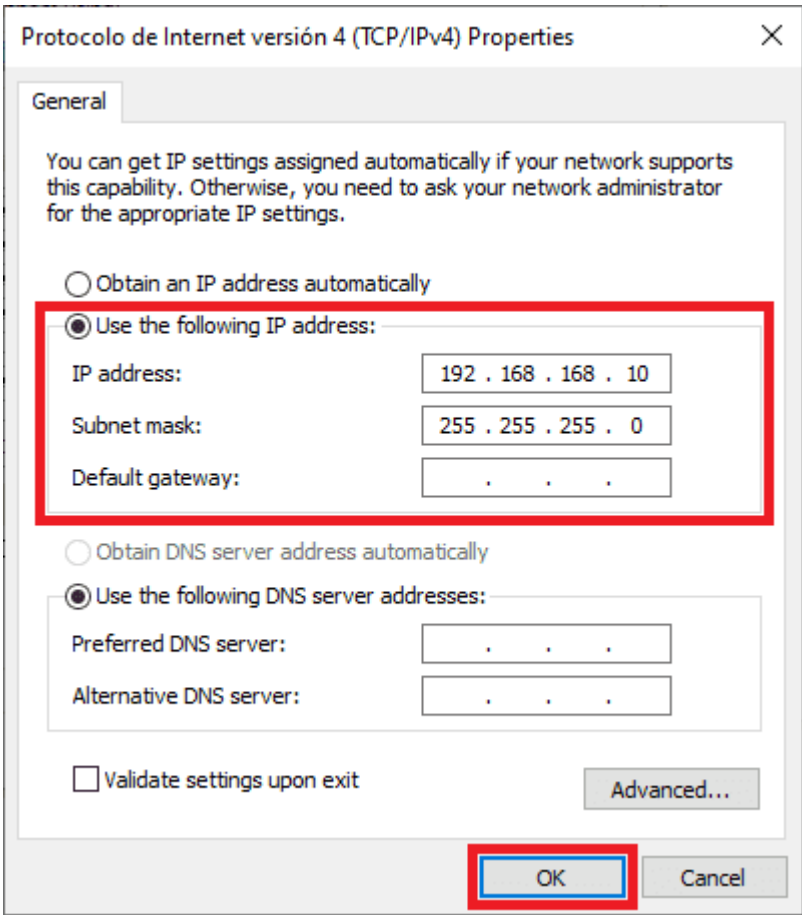 Protocolo de Internet versión 4 (TCP/IPv4) Properties
General
You can get IP settings assigned automatically if your network supports
this capability. Otherwise, you need to ask your network administrator
for the appropriate IP settings.
Obtain an IP address automatically
Use the following IP address:
IP address: 192 . 168 . 168 . 10
Subnet mask: 255 . 255 . 255 . 0
Default gateway: . . .
Obtain DNS server address automatically
Use the following DNS server addresses:
Preferred DNS server: . . .
Alternative DNS server: . . .
Validate settings upon exit
Advanced...
OK Cancel